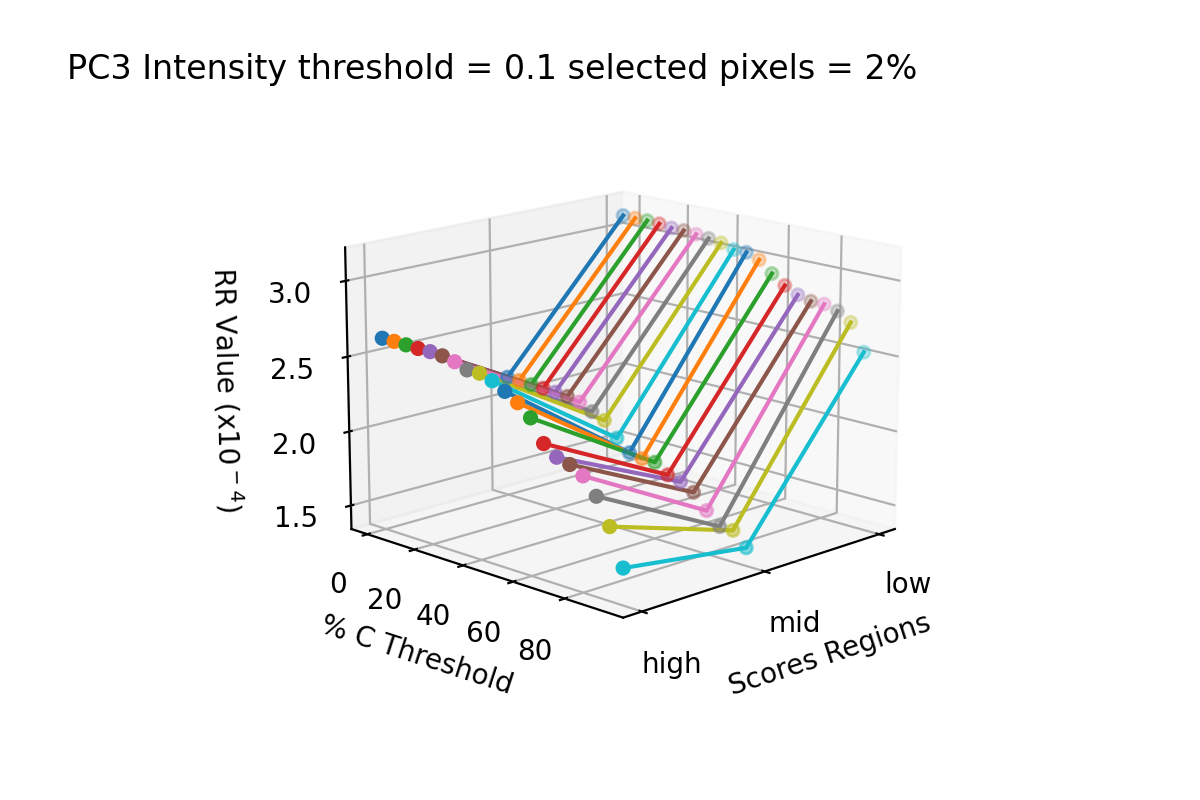 PC3 Intensity threshold = 0.1 selected pixels = 2%
RR Value (x10⁻⁴)
3.0
2.5
2.0
1.5
0
20
40
60
80
% C Threshold
high
mid
low
Scores Regions